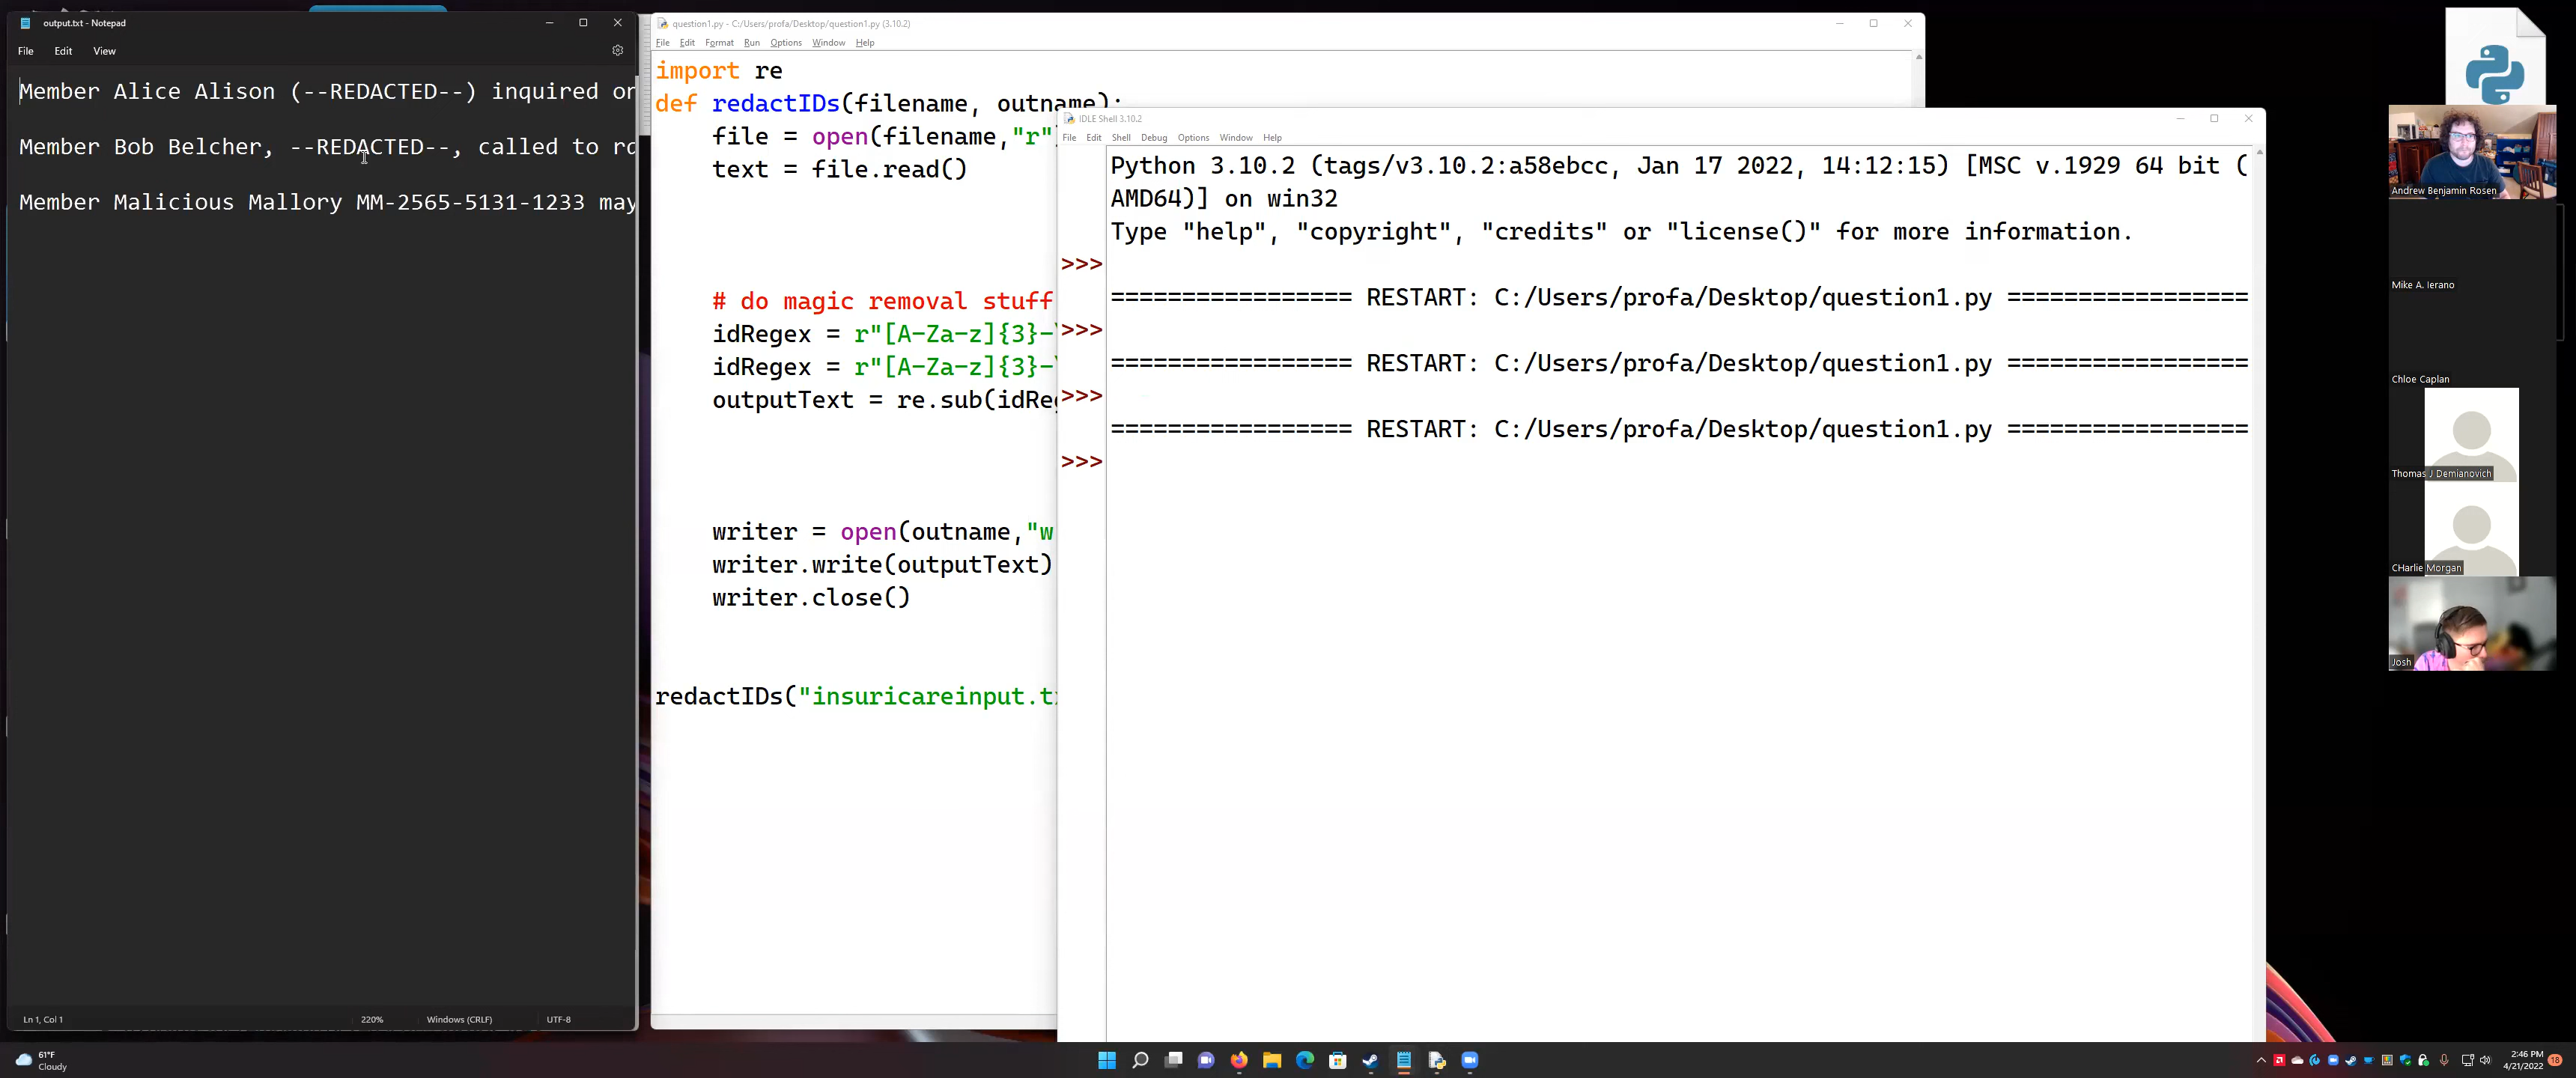 output.txt - Notepad
File Edit View
Member Alice Alison (--REDACTED--) inquired on
Member Bob Belcher, --REDACTED--, called to
Member Malicious Mallory MM-2565-5131-1233 may
Ln 1, Col 1 220% Windows (CRLF) UTF-8
question1.py - C:/Users/profa/Desktop/question1.py (3.10.2)
File Edit Format Run Options Window Help
import re
def redactIDs(filename, outname):
file = open(filename,"r")
text = file.read()
# do magic removal stuff
idRegex = r"[A-Za-z]{3}-\
idRegex = r"[A-Za-z]{3}-\
outputText = re.sub(idReg
writer = open(outname,"w
writer.write(outputText)
writer.close()
redactIDs("insuricareinput.tx
IDLE Shell 3.10.2
File Edit Shell Debug Options Window Help
Python 3.10.2 (tags/v3.10.2:a58ebcc, Jan 17 2022, 14:12:15) [MSC v.1929 64 bit (
AMD64)] on win32
Type "help", "copyright", "credits" or "license()" for more information.
>>>
================= RESTART: C:/Users/profa/Desktop/question1.py =================
>>>
================= RESTART: C:/Users/profa/Desktop/question1.py =================
>>>
================= RESTART: C:/Users/profa/Desktop/question1.py =================
>>>
Andrew Benjamin Rosen
Mike A. Ierano
Chloe Caplan
Thomas J Demianovich
CHarlie Morgan
Josh
61°F
Cloudy
2:46 PM
4/21/2022
18